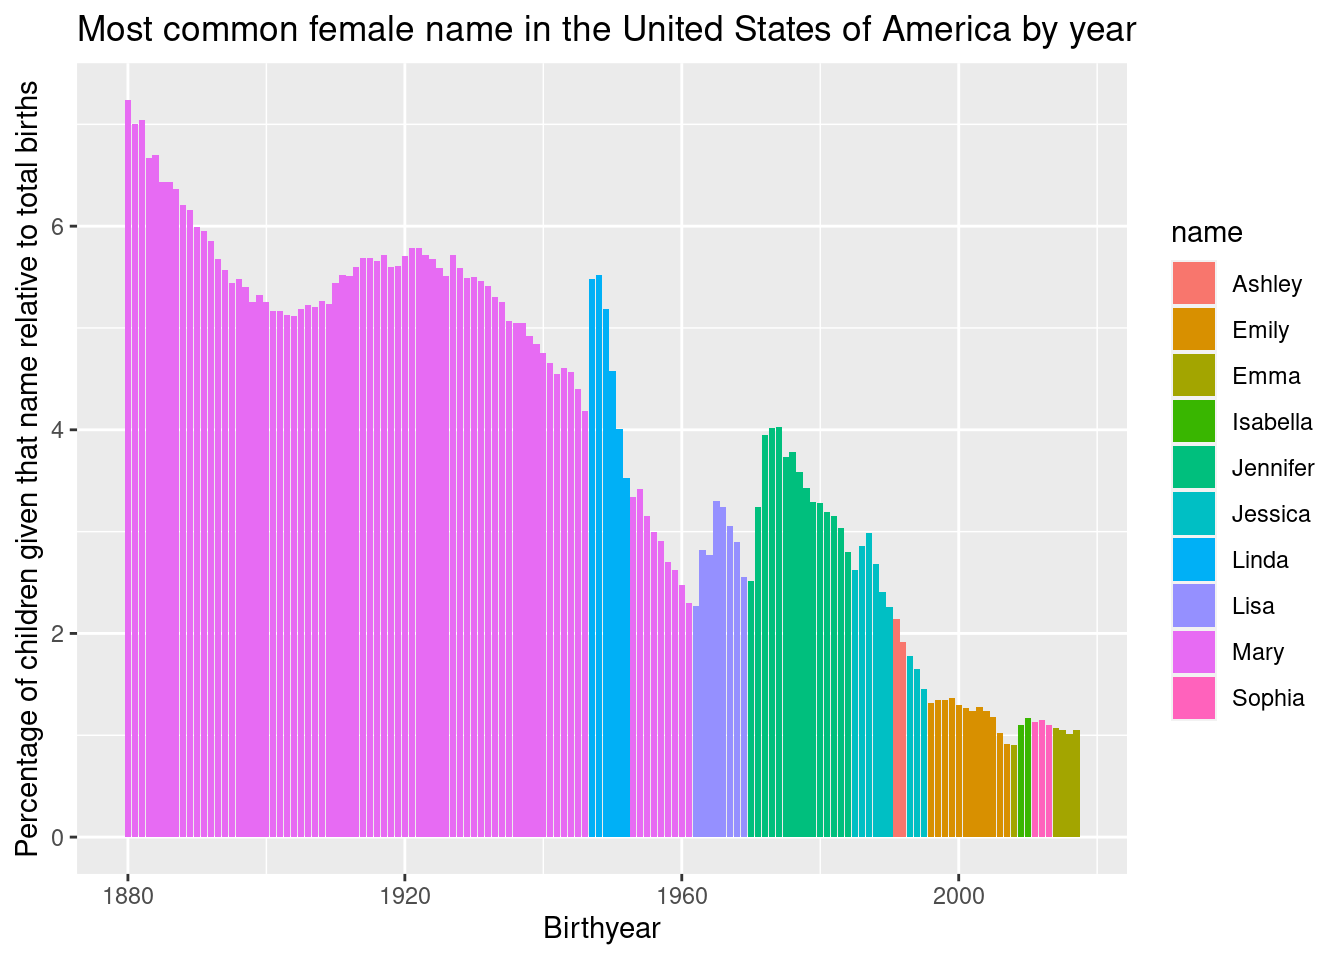 Most common female name in the United States of America by year
Percentage of children given that name relative to total births
6
4
2
0
1880
1920
1960
2000
Birthyear
name
Ashley
Emily
Emma
Isabella
Jennifer
Jessica
Linda
Lisa
Mary
Sophia